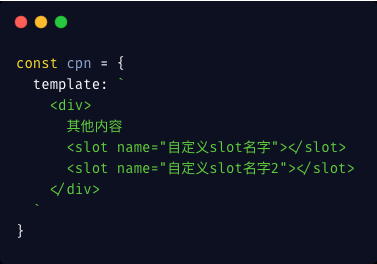 const cpn = {
  template: `
    <div>
      其他内容
      <slot name="自定义slot名字"></slot>
      <slot name="自定义slot名字2"></slot>
    </div>
  `
}